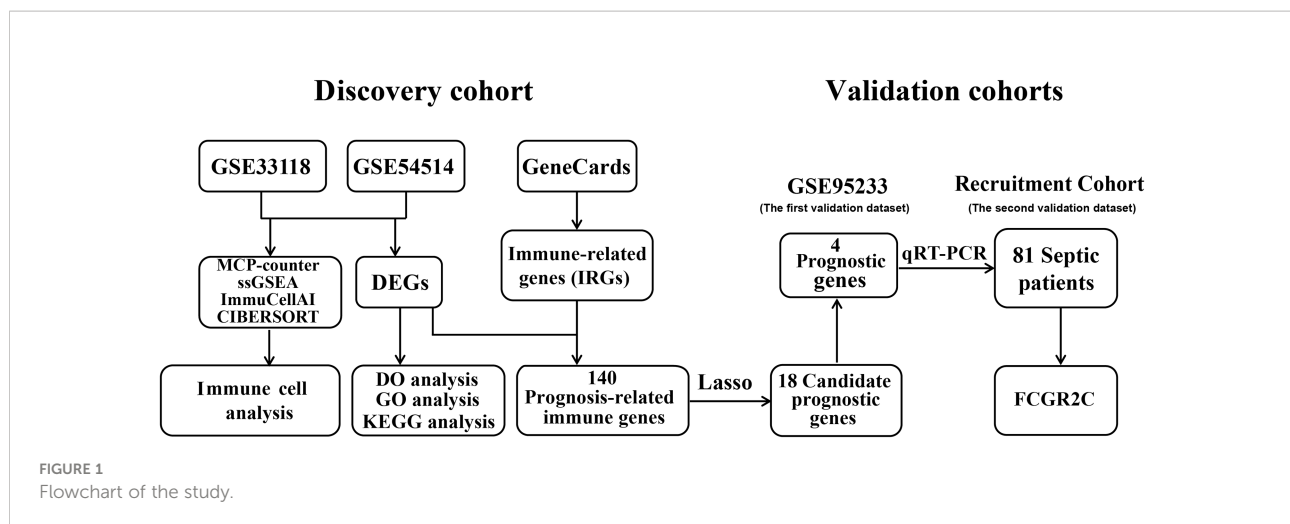 Discovery cohort
Validation cohorts
GSE33118
GSE54514
GeneCards
MCP-counter
ssGSEA
ImmuCellAI
CIBERSORT
DEGs
Immune-related
genes (IRGs)
Immune cell
analysis
DO analysis
GO analysis
KEGG analysis
140
Prognosis-related
immune genes
Lasso
GSE95233
(The first validation dataset)
Recruitment Cohort
(The second validation dataset)
4
Prognostic
genes
qRT-PCR
81 Septic
patients
18 Candidate
prognostic
genes
FCGR2C
FIGURE 1
Flowchart of the study.